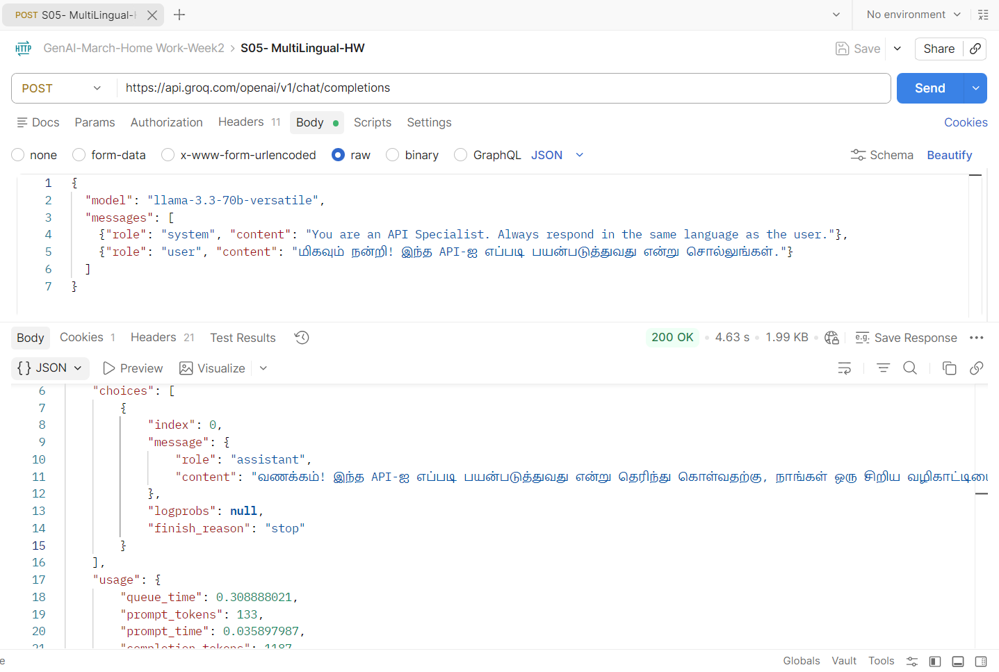 POST S05- MultiLingual-
No environment
GenAI-March-Home Work-Week2 > S05- MultiLingual-HW
Save
Share
POST
https://api.groq.com/openai/v1/chat/completions
Send
Docs Params Authorization Headers 11 Body Scripts Settings
Cookies
none form-data x-www-form-urlencoded raw binary GraphQL JSON
Schema Beautify
1 {
2 "model": "llama-3.3-70b-versatile",
3 "messages": [
4 {"role": "system", "content": "You are an API Specialist. Always respond in the same language as the user."},
5 {"role": "user", "content": "மிகவும் நன்றி! இந்த API-ஐ எப்படி பயன்படுத்துவது என்று சொல்லுங்கள்."}
6 ]
7 }
Body Cookies 1 Headers 21 Test Results
200 OK • 4.63 s • 1.99 KB
e.g. Save Response
{} JSON Preview Visualize
6 "choices": [
7 {
8 "index": 0,
9 "message": {
10 "role": "assistant",
11 "content": "வணக்கம்! இந்த API-ஐ எப்படி பயன்படுத்துவது என்று தெரிந்து கொள்வதற்கு, நாங்கள் ஒரு சிறிய
12 },
13 "logprobs": null,
14 "finish_reason": "stop"
15 }
16 ],
17 "usage": {
18 "queue_time": 0.308888021,
19 "prompt_tokens": 133,
20 "prompt_time": 0.035897987,
21 "completion_tokens": 1187
e
Globals Vault Tools